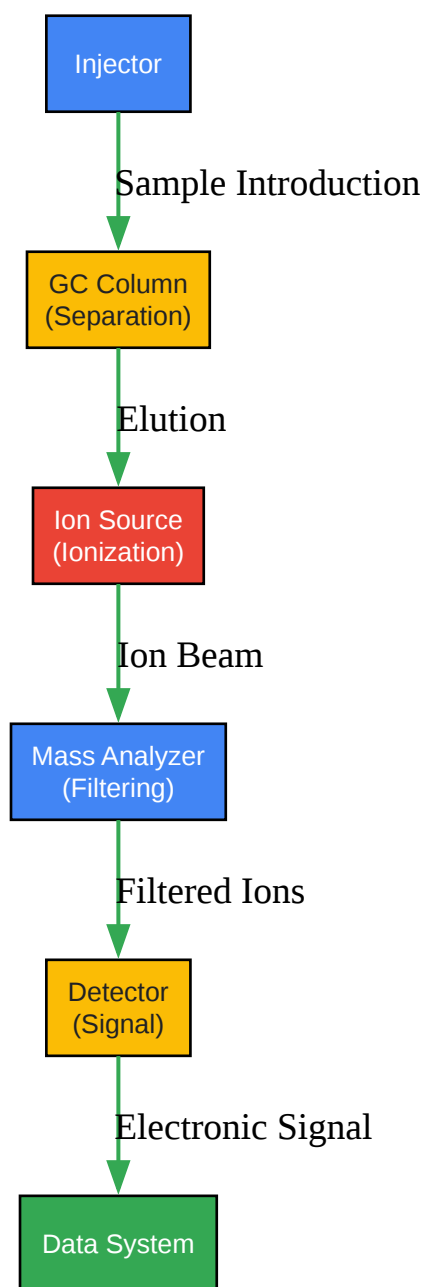 Injector
Sample Introduction
GC Column
(Separation)
Elution
Ion Source
(Ionization)
Ion Beam
Mass Analyzer
(Filtering)
Filtered Ions
Detector
(Signal)
Electronic Signal
Data System